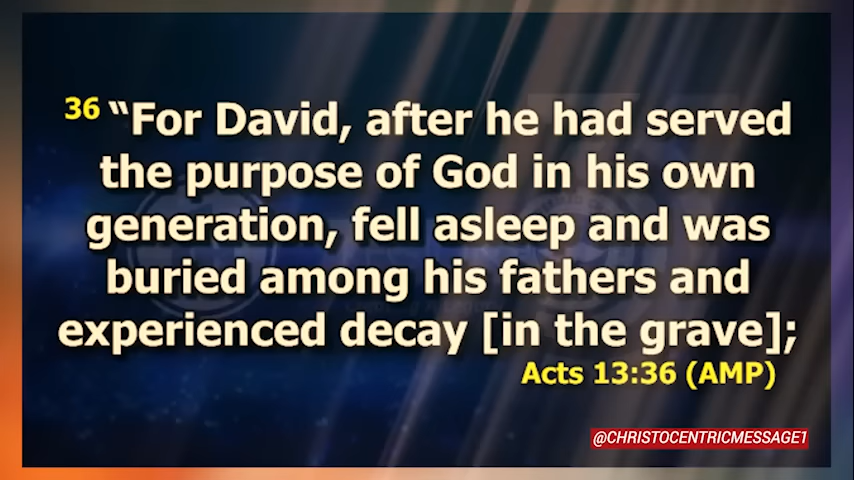 36 “For David, after he had served
the purpose of God in his own
generation, fell asleep and was
buried among his fathers and
experienced decay [in the grave];
Acts 13:36 (AMP)
@CHRISTOCENTRICMESSAGE1